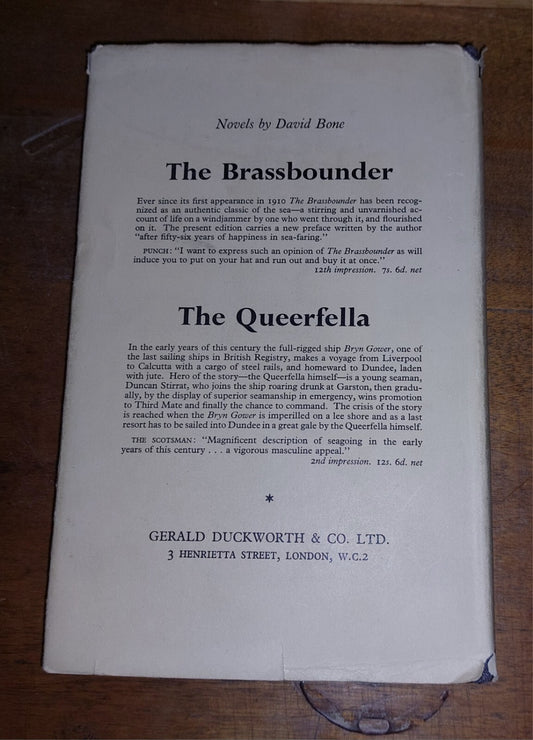 Novels by David Bone
The Brassbounder
Ever since its first appearance in 1910 The Brassbounder has been recog-
nized as an authentic classic of the sea—a stirring and unvarnished ac-
count of life on a windjammer by one who went through it, and flourished
on it. The present edition carries a new preface written by the author
"after fifty-six years of happiness in sea-faring."
PUNCH: "I want to express such an opinion of The Brassbounder as will
induce you to put on your hat and run out and buy it at once."
12th impression. 7s. 6d. net
The Queerfella
In the early years of this century the full-rigged ship Bryn Gower, one of
the last sailing ships in British Registry, makes a voyage from Liverpool
to Calcutta with a cargo of steel rails, and homeward to Dundee, laden
with jute. Hero of the story—the Queerfella himself—is a young seaman,
Duncan Stirrat, who joins the ship roaring drunk at Garston, then gradu-
ally, by the display of superior seamanship in emergency, wins promotion
to Third Mate and finally the chance to command. The crisis of the story
is reached when the Bryn Gower is imperilled on a lee shore and as a last
resort has to be sailed into Dundee in a great gale by the Queerfella himself.
THE SCOTSMAN: "Magnificent description of seagoing in the early
years of this century . . . a vigorous masculine appeal."
2nd impression. 12s. 6d. net
*
GERALD DUCKWORTH & CO. LTD.
3 HENRIETTA STREET, LONDON, W.C.2